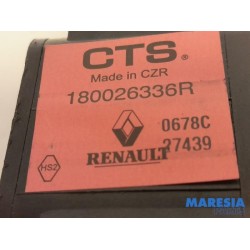 CTS®
Made in CZR
180026336R
0678C
RENAULT 27439
HS2
MARESIA